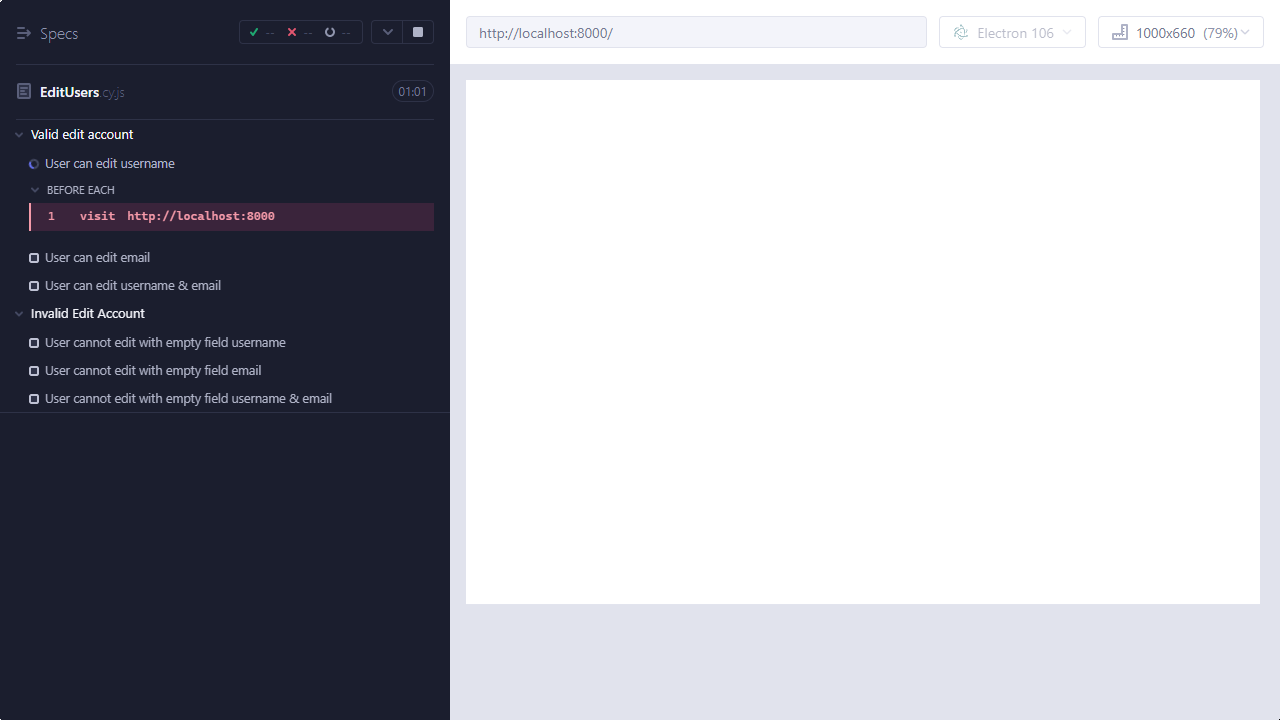 Specs
-- -- --
EditUsers.cy.js
01:01
Valid edit account
User can edit username
BEFORE EACH
1 visit http://localhost:8000
User can edit email
User can edit username & email
Invalid Edit Account
User cannot edit with empty field username
User cannot edit with empty field email
User cannot edit with empty field username & email
http://localhost:8000/
Electron 106
1000x660 (79%)